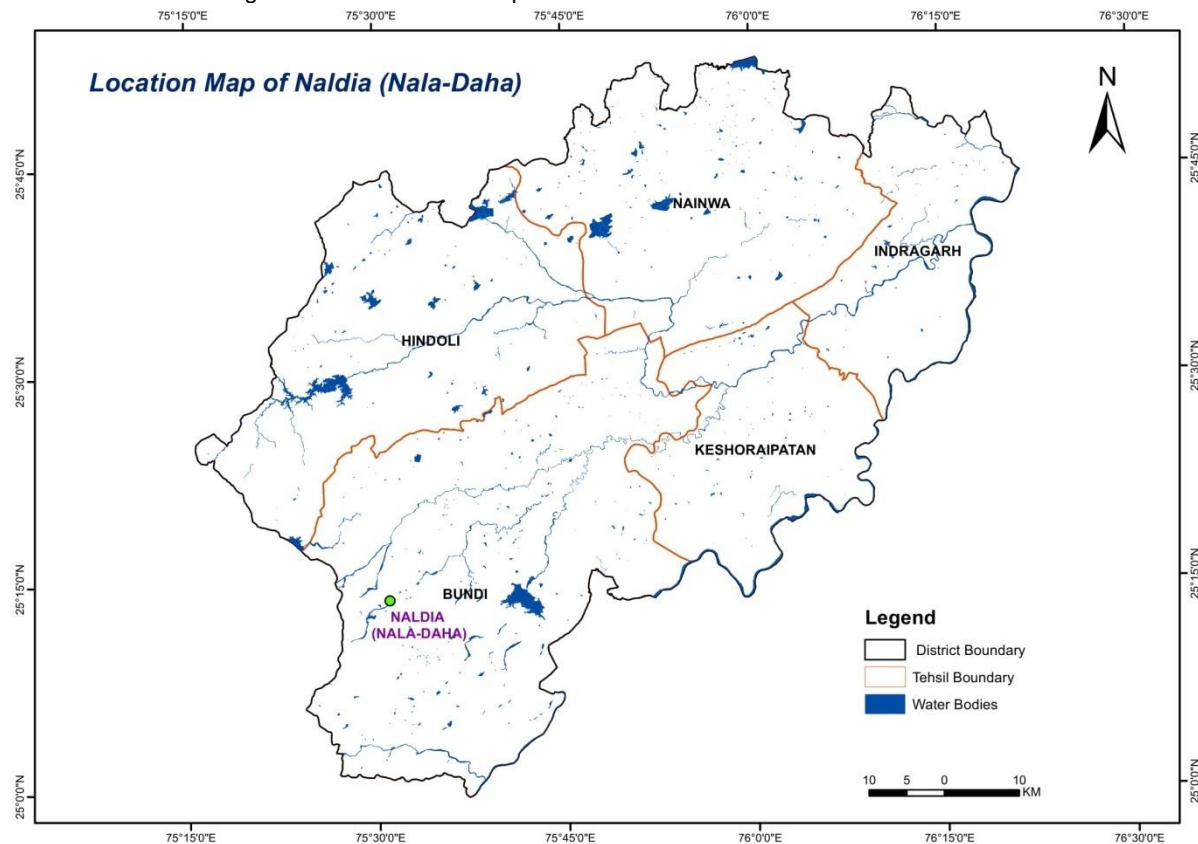 75°15'0"E 75°30'0"E 75°45'0"E 76°0'0"E 76°15'0"E 76°30'0"E
Location Map of Naldia (Nala-Daha)
N
25°45'0"N 25°45'0"N
NAINWA
INDRAGARH
HINDOLI
25°30'0"N 25°30'0"N
KESHORAIPATAN
25°15'0"N 25°15'0"N
BUNDI
NALDIA
(NALA-DAHA)
Legend
District Boundary
Tehsil Boundary
Water Bodies
10 5 0 10
KM
25°0'0"N 25°0'0"N
75°15'0"E 75°30'0"E 75°45'0"E 76°0'0"E 76°15'0"E 76°30'0"E